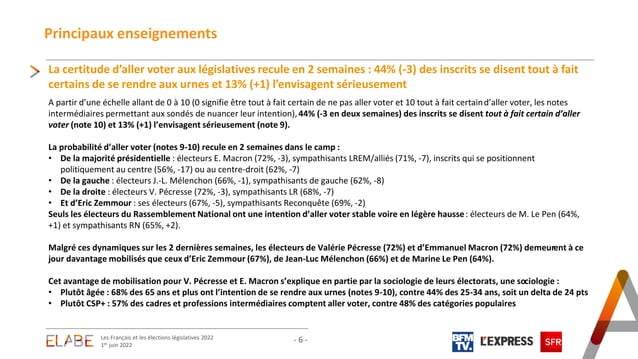 Principaux enseignements
La certitude d’aller voter aux législatives recule en 2 semaines : 44% (-3) des inscrits se disent tout à fait
certains de se rendre aux urnes et 13% (+1) l’envisagent sérieusement
A partir d’une échelle allant de 0 à 10 (0 signifie être tout à fait certain de ne pas aller voter et 10 tout à fait certain d’aller voter, les notes
intermédiaires permettant aux sondés de nuancer leur intention), 44% (-3 en deux semaines) des inscrits se disent tout à fait certain d’aller
voter (note 10) et 13% (+1) l’envisagent sérieusement (note 9).
La probabilité d’aller voter (notes 9-10) recule en 2 semaines dans le camp :
• De la majorité présidentielle : électeurs E. Macron (72%, -3), sympathisants LREM/alliés (71%, -7), inscrits qui se positionnent
politiquement au centre (56%, -17) ou au centre-droit (62%, -7)
• De la gauche : électeurs J.-L. Mélenchon (66%, -1), sympathisants de gauche (62%, -8)
• De la droite : électeurs V. Pécresse (72%, -3), sympathisants LR (68%, -7)
• Et d’Eric Zemmour : ses électeurs (67%, -5), sympathisants Reconquête (69%, -2)
Seuls les électeurs du Rassemblement National ont une intention d’aller voter stable voire en légère hausse : électeurs de M. Le Pen (64%,
+1) et sympathisants RN (65%, +2).
Malgré ces dynamiques sur les 2 dernières semaines, les électeurs de Valérie Pécresse (72%) et d’Emmanuel Macron (72%) demeurent à ce
jour davantage mobilisés que ceux d’Eric Zemmour (67%), de Jean-Luc Mélenchon (66%) et de Marine Le Pen (64%).
Cet avantage de mobilisation pour V. Pécresse et E. Macron s’explique en partie par la sociologie de leurs électorats, une sociologie :
• Plutôt âgée : 68% des 65 ans et plus ont l’intention de se rendre aux urnes (notes 9-10), contre 44% des 25-34 ans, soit un delta de 24 pts
• Plutôt CSP+ : 57% des cadres et professions intermédiaires comptent aller voter, contre 48% des catégories populaires
ELABE
Les Français et les élections législatives 2022
1er juin 2022
- 6 -
BFM
TV.
L'EXPRESS
SFR